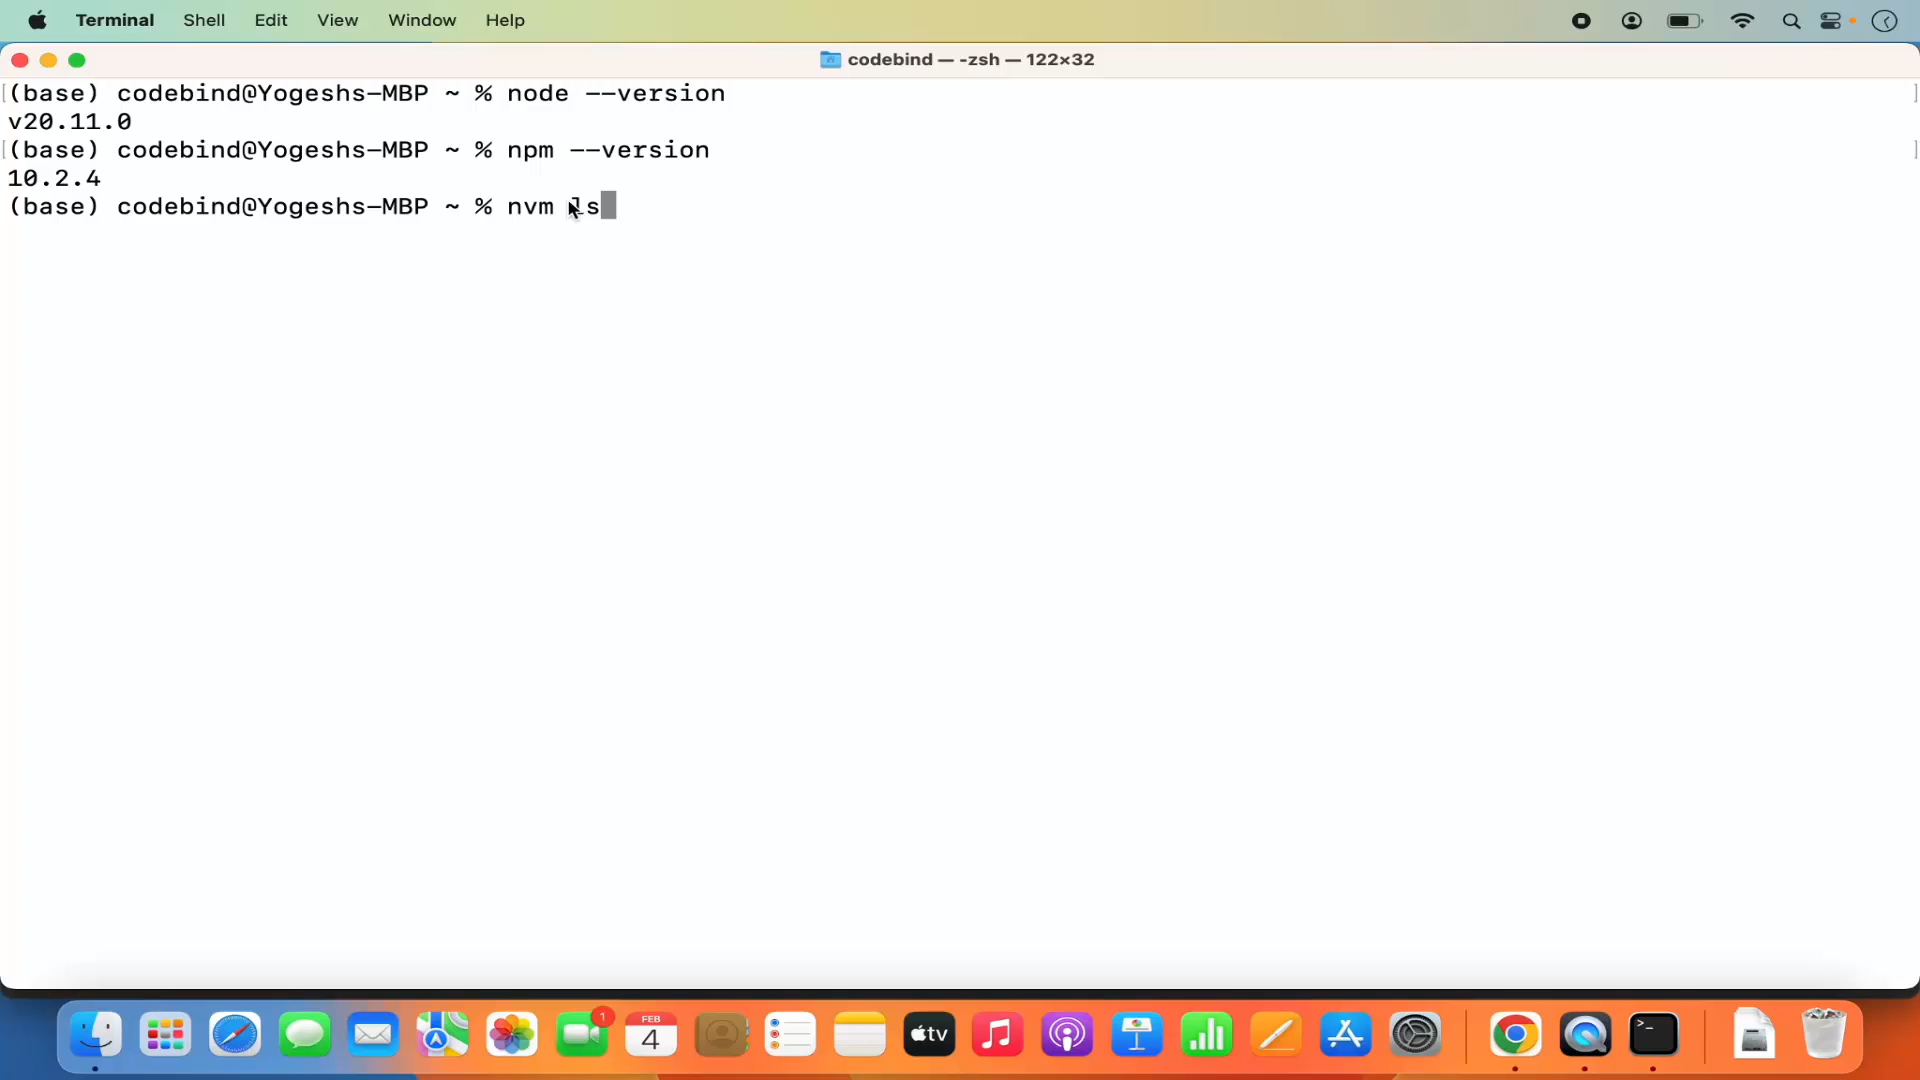 Terminal Shell Edit View Window Help
codebind — -zsh — 122×32
(base) codebind@Yogeshs-MBP ~ % node --version
v20.11.0
(base) codebind@Yogeshs-MBP ~ % npm --version
10.2.4
(base) codebind@Yogeshs-MBP ~ % nvm ls
1
FEB
4
tv
>_